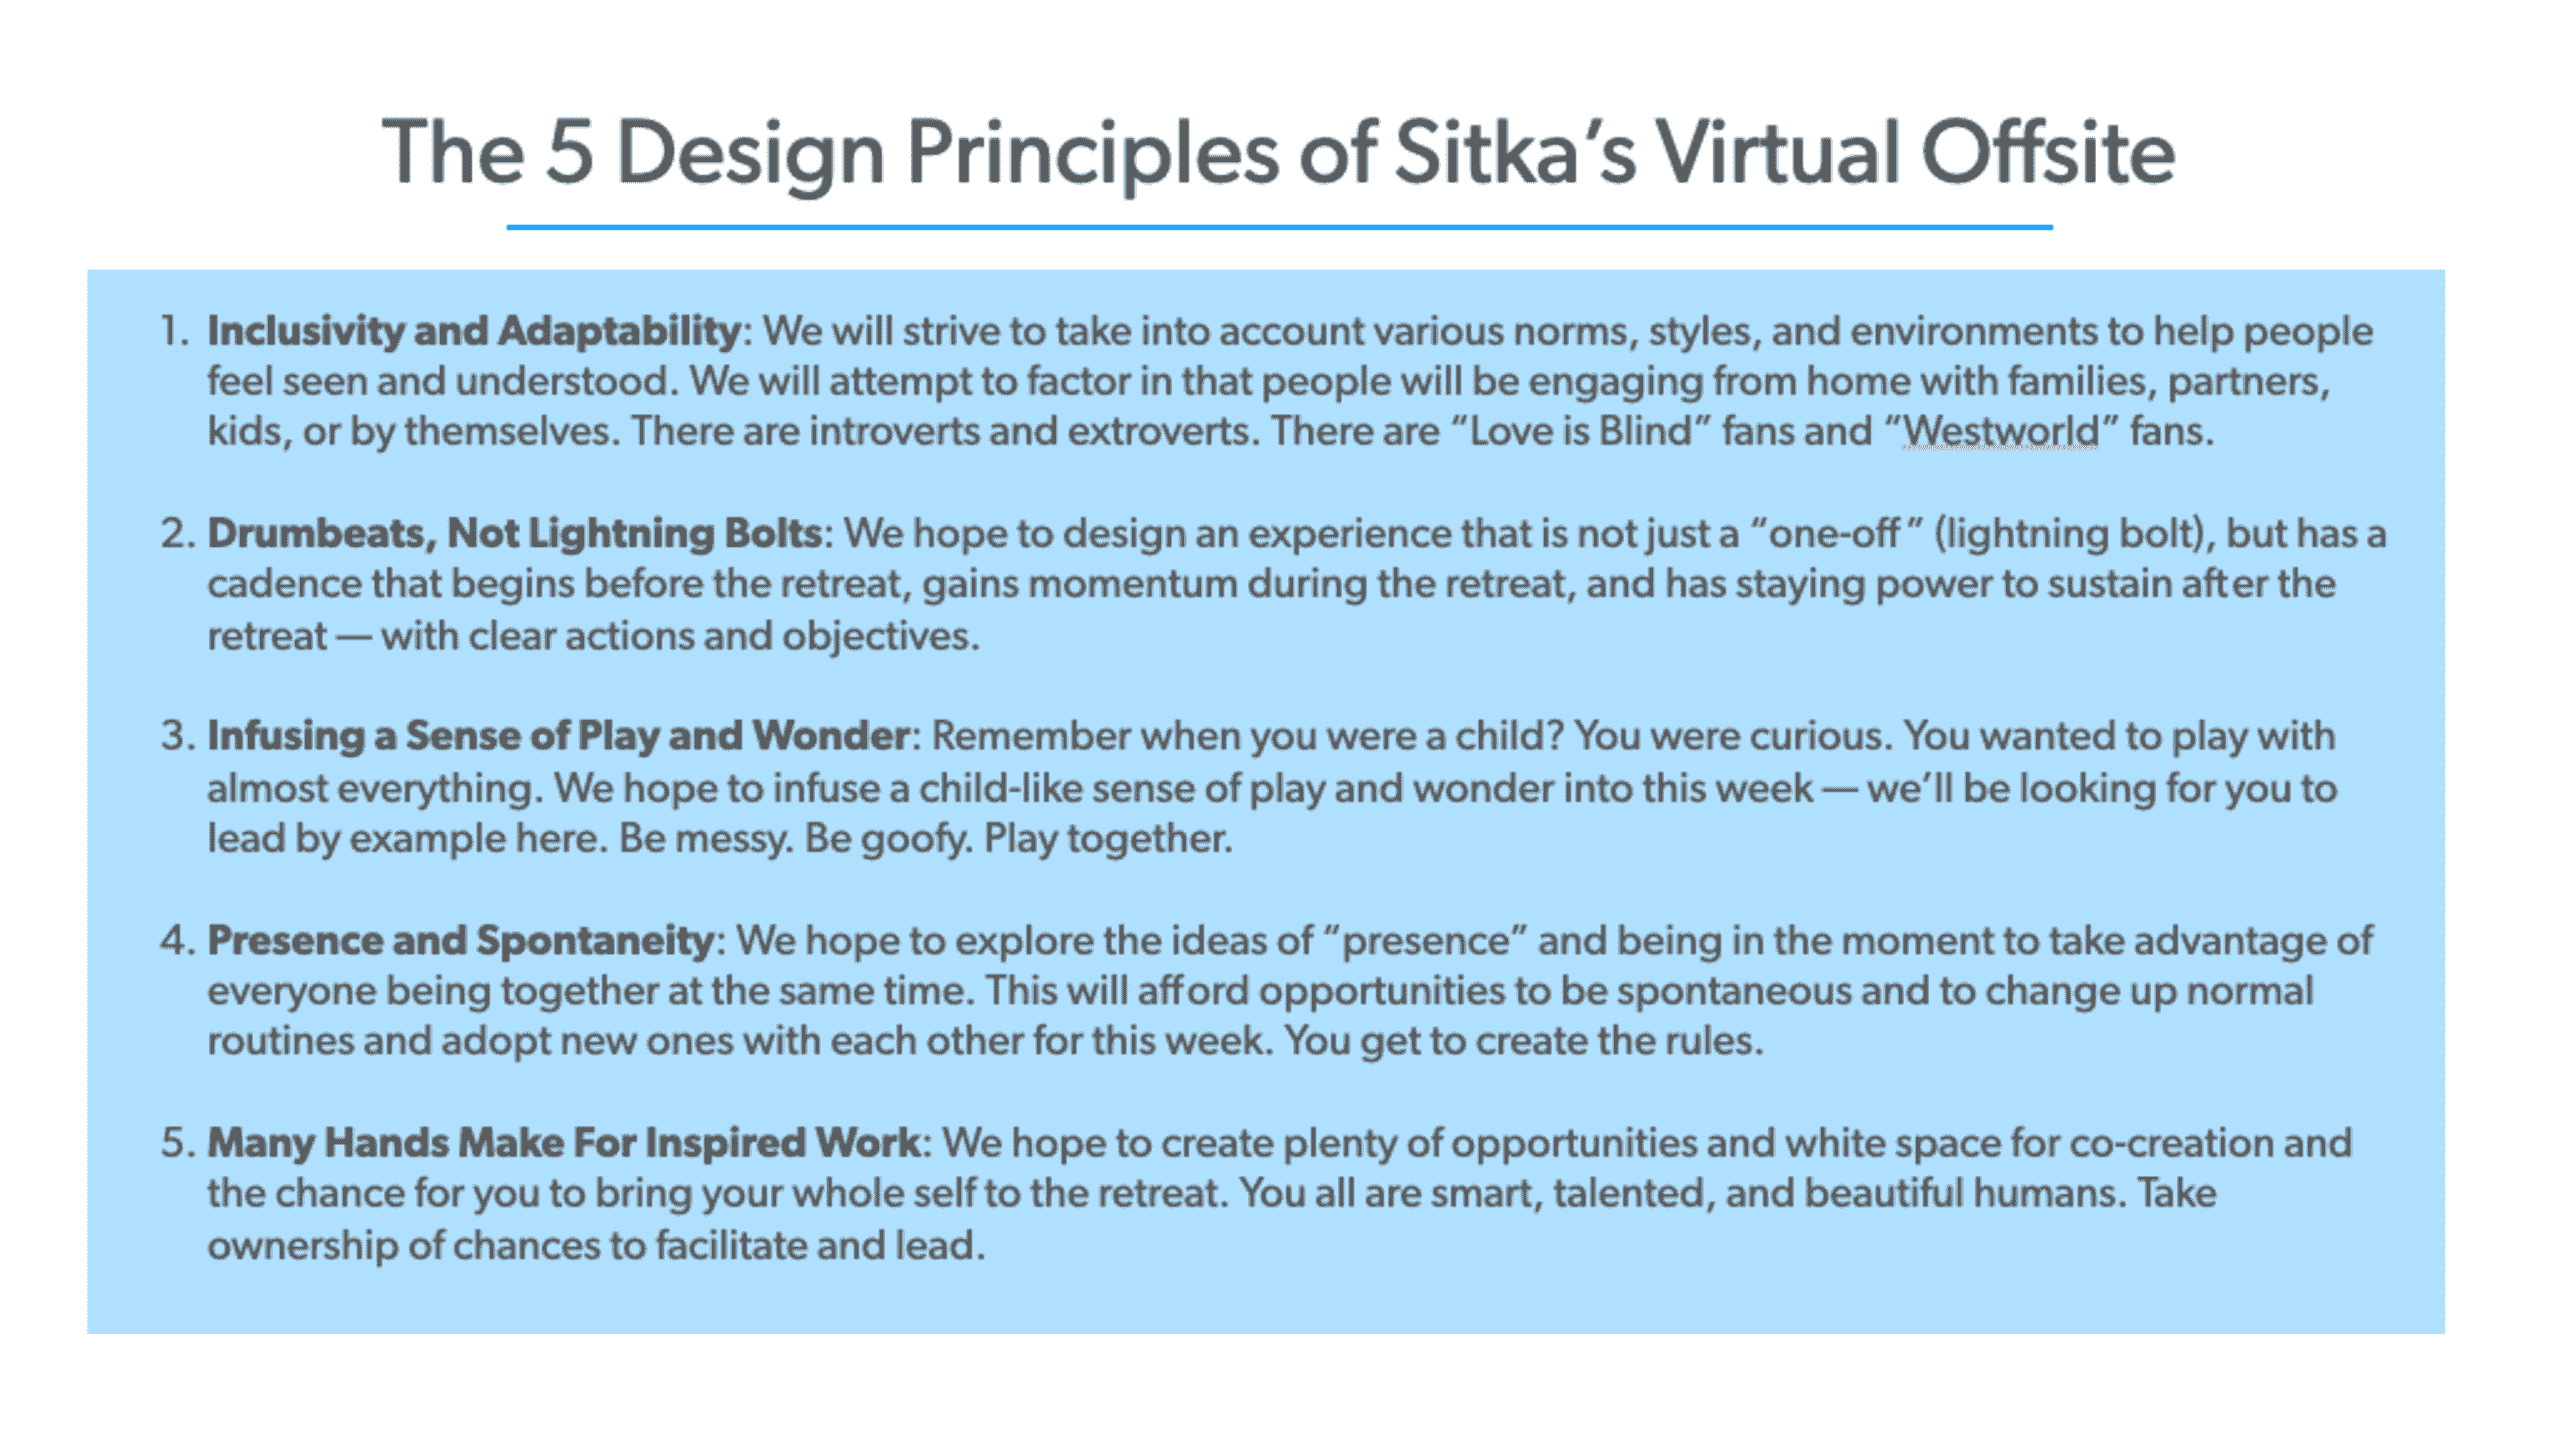 The 5 Design Principles of Sitka’s Virtual Offsite
1. Inclusivity and Adaptability: We will strive to take into account various norms, styles, and environments to help people
feel seen and understood. We will attempt to factor in that people will be engaging from home with families, partners,
kids, or by themselves. There are introverts and extroverts. There are “Love is Blind” fans and “Westworld” fans.
2. Drumbeats, Not Lightning Bolts: We hope to design an experience that is not just a “one-off” (lightning bolt), but has a
cadence that begins before the retreat, gains momentum during the retreat, and has staying power to sustain after the
retreat — with clear actions and objectives.
3. Infusing a Sense of Play and Wonder: Remember when you were a child? You were curious. You wanted to play with
almost everything. We hope to infuse a child-like sense of play and wonder into this week — we’ll be looking for you to
lead by example here. Be messy. Be goofy. Play together.
4. Presence and Spontaneity: We hope to explore the ideas of “presence” and being in the moment to take advantage of
everyone being together at the same time. This will afford opportunities to be spontaneous and to change up normal
routines and adopt new ones with each other for this week. You get to create the rules.
5. Many Hands Make For Inspired Work: We hope to create plenty of opportunities and white space for co-creation and
the chance for you to bring your whole self to the retreat. You all are smart, talented, and beautiful humans. Take
ownership of chances to facilitate and lead.